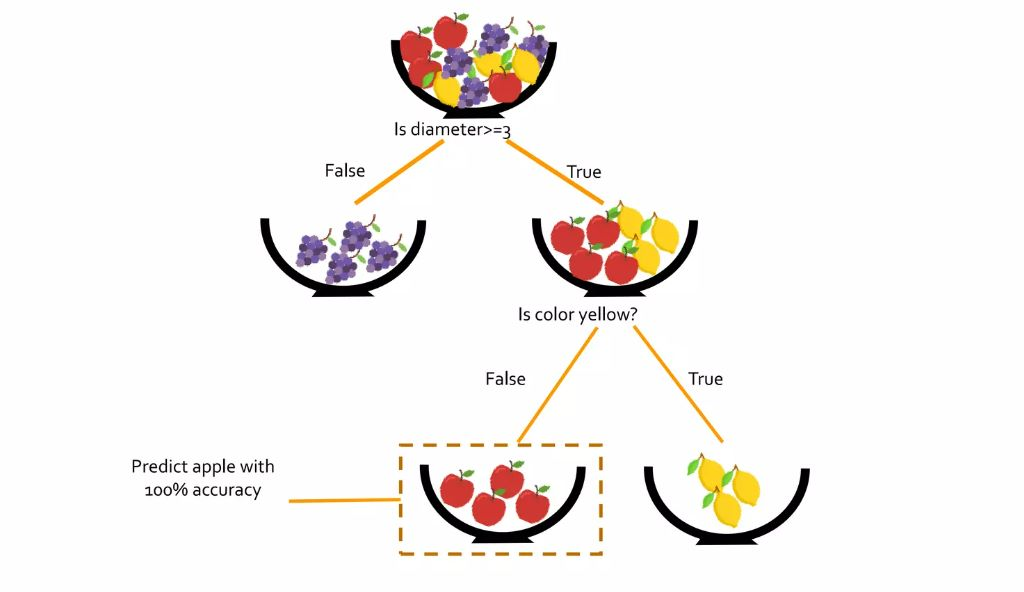 Is diameter>=3
False
True
Is color yellow?
False
True
Predict apple with
100% accuracy